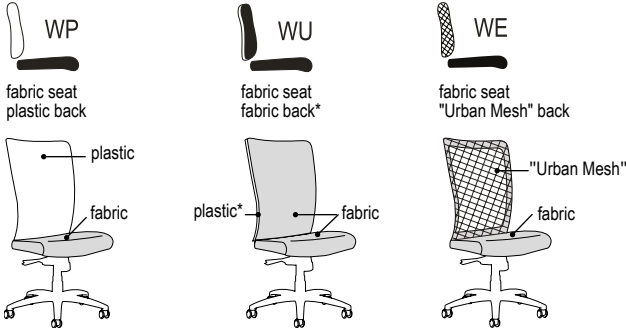 WP
fabric seat
plastic back
plastic
fabric
WU
fabric seat
fabric back*
plastic*
fabric
WE
fabric seat
"Urban Mesh" back
"Urban Mesh"
fabric